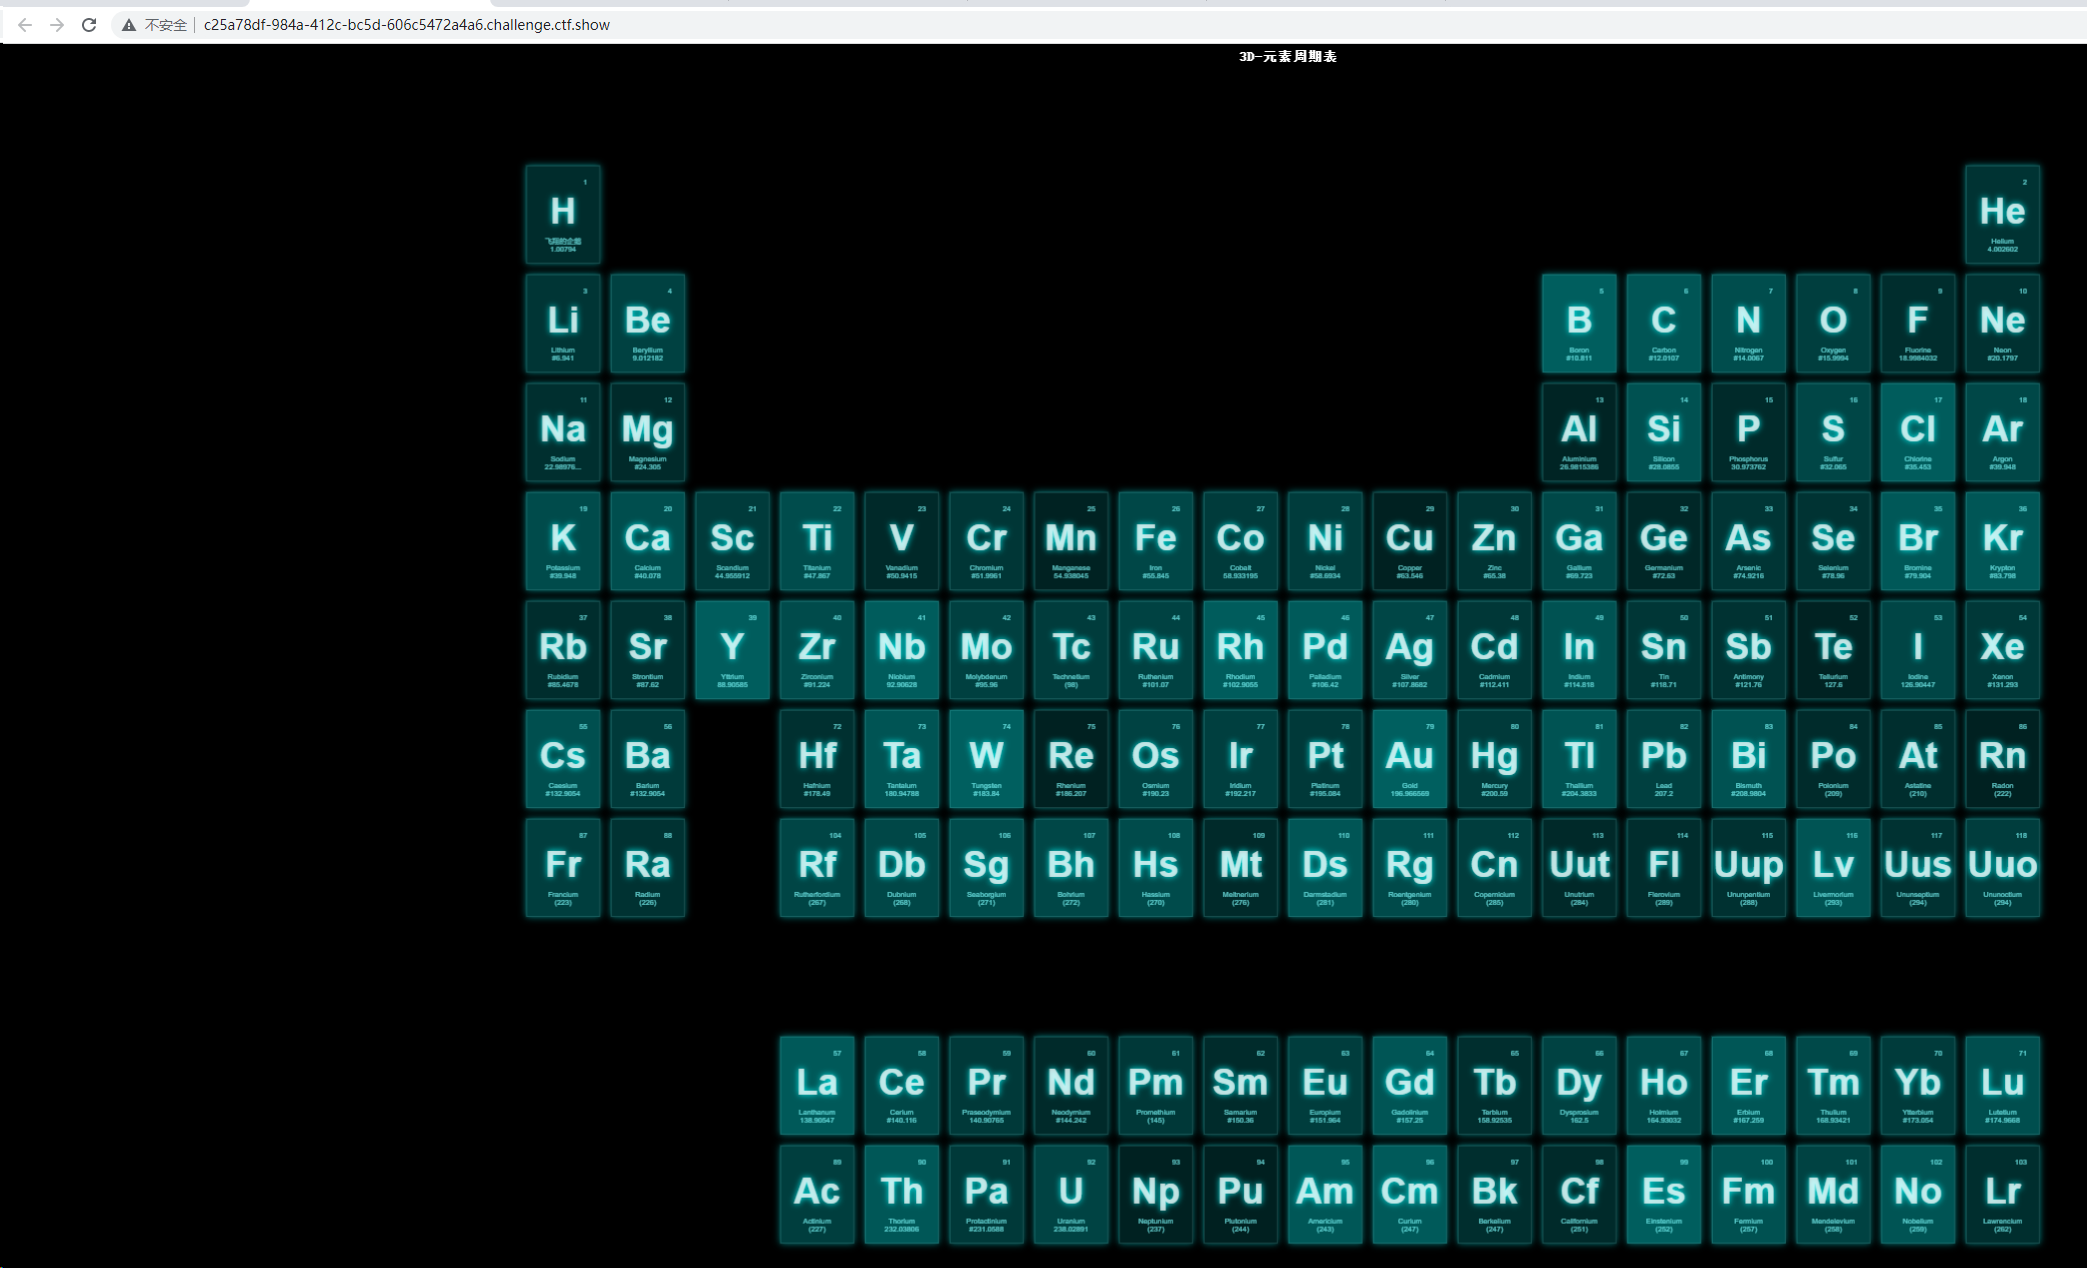 不安全 c25a78df-984a-412c-bc5d-606c5472a4a6.challenge.ctf.show
3D-元素周期表
1 2
H He
飞翔的企鹅 Helium
1.00794 4.002602
3 4 5 6 7 8 9 10
Li Be B C N O F Ne
Lithium Beryllium Boron Carbon Nitrogen Oxygen Fluorine Neon
#6.941 9.012182 #10.811 #12.0107 #14.0067 #15.9994 18.9984032 #20.1797
11 12 13 14 15 16 17 18
Na Mg Al Si P S Cl Ar
Sodium Magnesium Aluminium Silicon Phosphorus Sulfur Chlorine Argon
22.98976... #24.305 26.9815386 #28.0855 30.973762 #32.065 #35.453 #39.948
19 20 21 22 23 24 25 26 27 28 29 30 31 32 33 34 35 36
K Ca Sc Ti V Cr Mn Fe Co Ni Cu Zn Ga Ge As Se Br Kr
Potassium Calcium Scandium Titanium Vanadium Chromium Manganese Iron Cobalt Nickel Copper Zinc Gallium Germanium Arsenic Selenium Bromine Krypton
#39.948 #40.078 44.955912 #47.867 #50.9415 #51.9961 54.938045 #55.845 58.933195 #58.6934 #63.546 #65.38 #69.723 #72.63 #74.9216 #78.96 #79.904 #83.798
37 38 39 40 41 42 43 44 45 46 47 48 49 50 51 52 53 54
Rb Sr Y Zr Nb Mo Tc Ru Rh Pd Ag Cd In Sn Sb Te I Xe
Rubidium Strontium Yttrium Zirconium Niobium Molybdenum Technetium Ruthenium Rhodium Palladium Silver Cadmium Indium Tin Antimony Tellurium Iodine Xenon
#85.4678 #87.62 88.90585 #91.224 92.90628 #95.96 (98) #101.07 #102.9055 #106.42 #107.8682 #112.411 #114.818 #118.71 #121.76 127.6 126.90447 #131.293
55 56 72 73 74 75 76 77 78 79 80 81 82 83 84 85 86
Cs Ba Hf Ta W Re Os Ir Pt Au Hg Tl Pb Bi Po At Rn
Caesium Barium Hafnium Tantalum Tungsten Rhenium Osmium Iridium Platinum Gold Mercury Thallium Lead Bismuth Polonium Astatine Radon
#132.9054 #132.9054 #178.49 180.94788 #183.84 #186.207 #190.23 #192.217 #195.084 196.966569 #200.59 #204.3833 207.2 #208.9804 (209) (210) (222)
87 88 104 105 106 107 108 109 110 111 112 113 114 115 116 117 118
Fr Ra Rf Db Sg Bh Hs Mt Ds Rg Cn Uut Fl Uup Lv Uus Uuo
Francium Radium Rutherfordium Dubnium Seaborgium Bohrium Hassium Meitnerium Darmstadium Roentgenium Copernicium Unutrium Flerovium Ununpentium Livermorium Ununseptium Ununoctium
(223) (226) (267) (268) (271) (272) (270) (276) (281) (280) (285) (284) (289) (288) (293) (294) (294)
57 58 59 60 61 62 63 64 65 66 67 68 69 70 71
La Ce Pr Nd Pm Sm Eu Gd Tb Dy Ho Er Tm Yb Lu
Lanthanum Cerium Praseodymium Neodymium Promethium Samarium Europium Gadolinium Terbium Dysprosium Holmium Erbium Thulium Ytterbium Lutetium
138.90547 #140.116 140.90765 #144.242 (145) #150.36 #151.964 #157.25 158.92535 162.5 164.93032 #167.259 168.93421 #173.054 #174.9668
89 90 91 92 93 94 95 96 97 98 99 100 101 102 103
Ac Th Pa U Np Pu Am Cm Bk Cf Es Fm Md No Lr
Actinium Thorium Protactinium Uranium Neptunium Plutonium Americium Curium Berkelium Californium Einstenium Fermium Mendelevium Nobelium Lawrencium
(227) 232.03806 #231.0588 238.02891 (237) (244) (243) (247) (247) (251) (252) (257) (258) (259) (262)